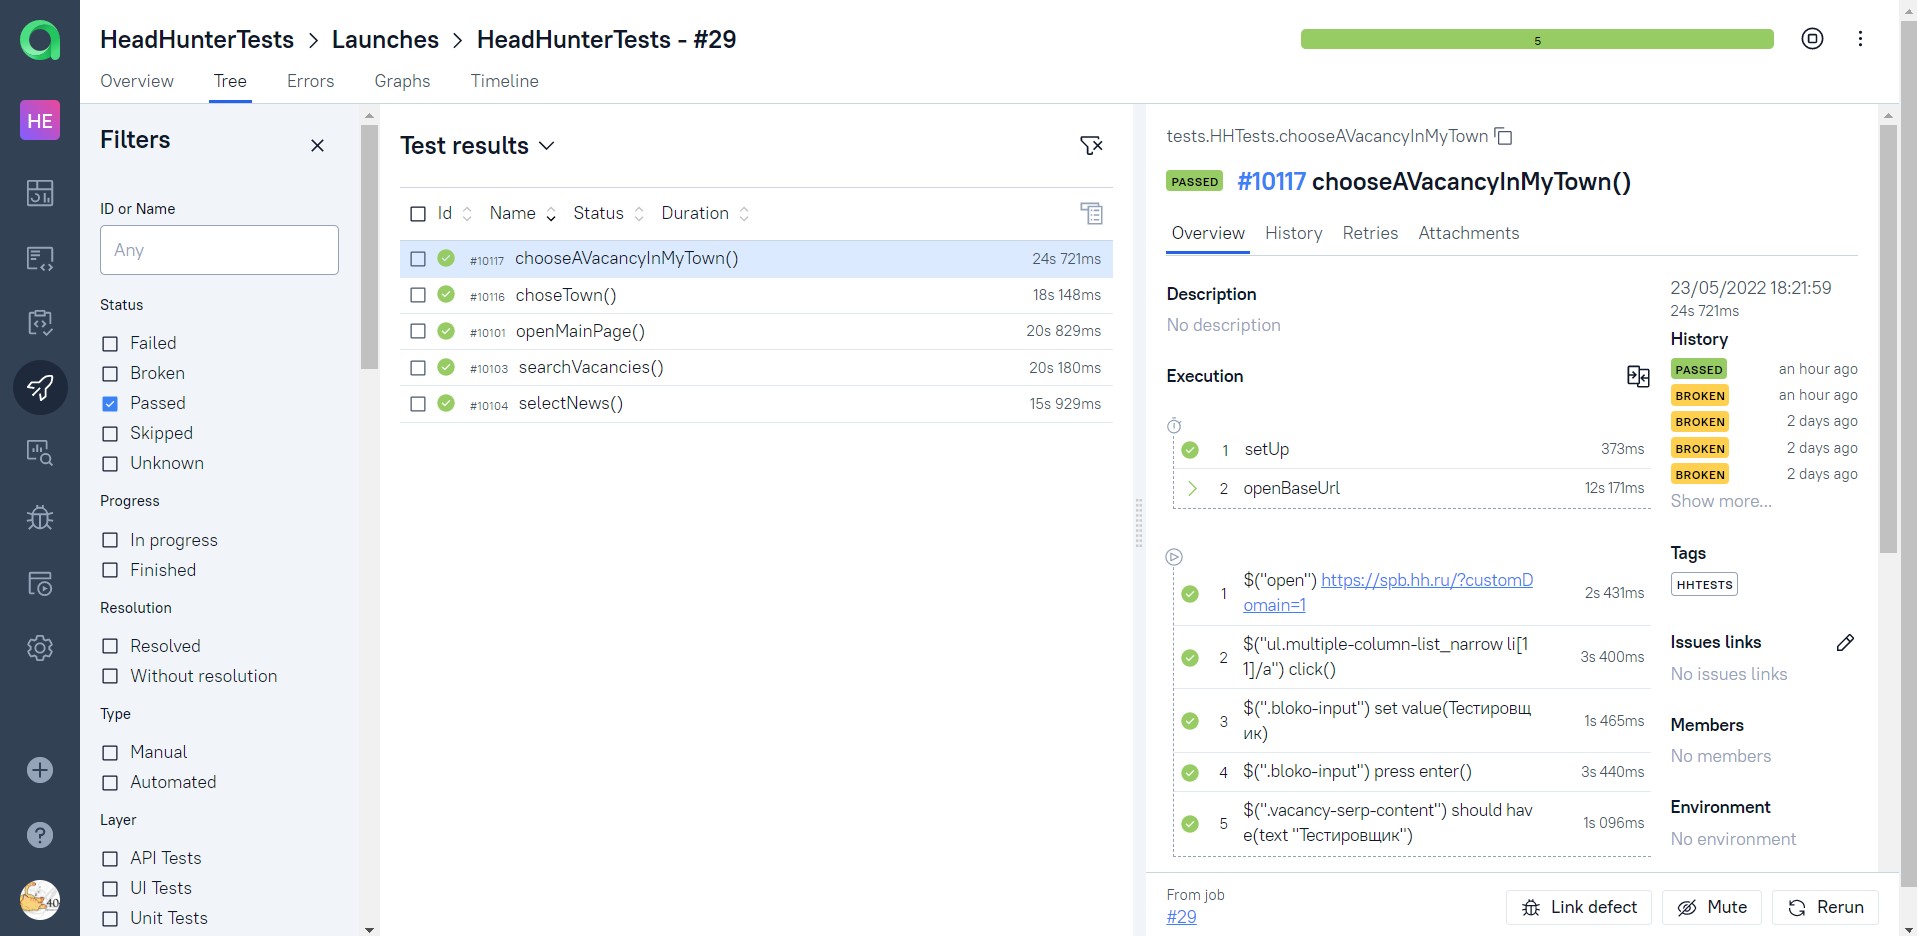 HeadHunterTests > Launches > HeadHunterTests - #29
5
Overview Tree Errors Graphs Timeline
HE
Filters
ID or Name
Any
Status
Failed
Broken
Passed
Skipped
Unknown
Progress
In progress
Finished
Resolution
Resolved
Without resolution
Type
Manual
Automated
Layer
API Tests
UI Tests
Unit Tests
Test results
Id Name Status Duration
#10117 chooseAVacancyInMyTown() 24s 721ms
#10116 choseTown() 18s 148ms
#10101 openMainPage() 20s 829ms
#10103 searchVacancies() 20s 180ms
#10104 selectNews() 15s 929ms
tests.HHTests.chooseAVacancyInMyTown
PASSED #10117 chooseAVacancyInMyTown()
Overview History Retries Attachments
Description
No description
Execution
1 setUp 373ms
2 openBaseUrl 12s 171ms
1 $("open") https://spb.hh.ru/?customD
omain=1 2s 431ms
2 $("ul.multiple-column-list_narrow li[1
1]/a") click() 3s 400ms
3 $(".bloko-input") set value(Тестировщ
ик) 1s 465ms
4 $(".bloko-input") press enter() 3s 440ms
5 $(".vacancy-serp-content") should hav
e(text "Тестировщик") 1s 096ms
23/05/2022 18:21:59
24s 721ms
History
PASSED an hour ago
BROKEN an hour ago
BROKEN 2 days ago
BROKEN 2 days ago
BROKEN 2 days ago
Show more...
Tags
HHTESTS
Issues links
No issues links
Members
No members
Environment
No environment
From job
#29
Link defect Mute Rerun
40